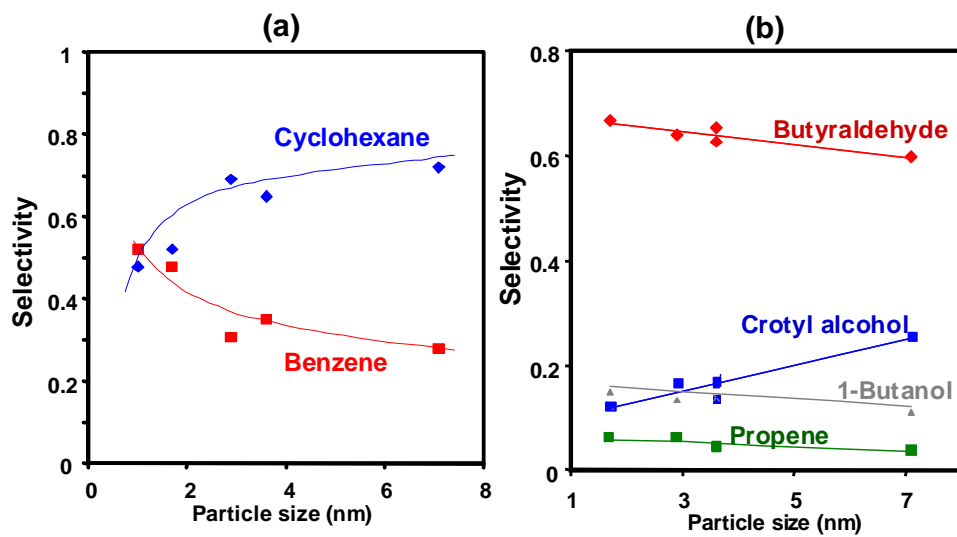 (a)
1
0.8
0.6
0.4
0.2
0
Selectivity
Cyclohexane
Benzene
0 2 4 6 8
Particle size (nm)
(b)
0.8
0.6
0.4
0.2
0
Selectivity
Butyraldehyde
Crotyl alcohol
1-Butanol
Propene
1 3 5 7
Particle size (nm)